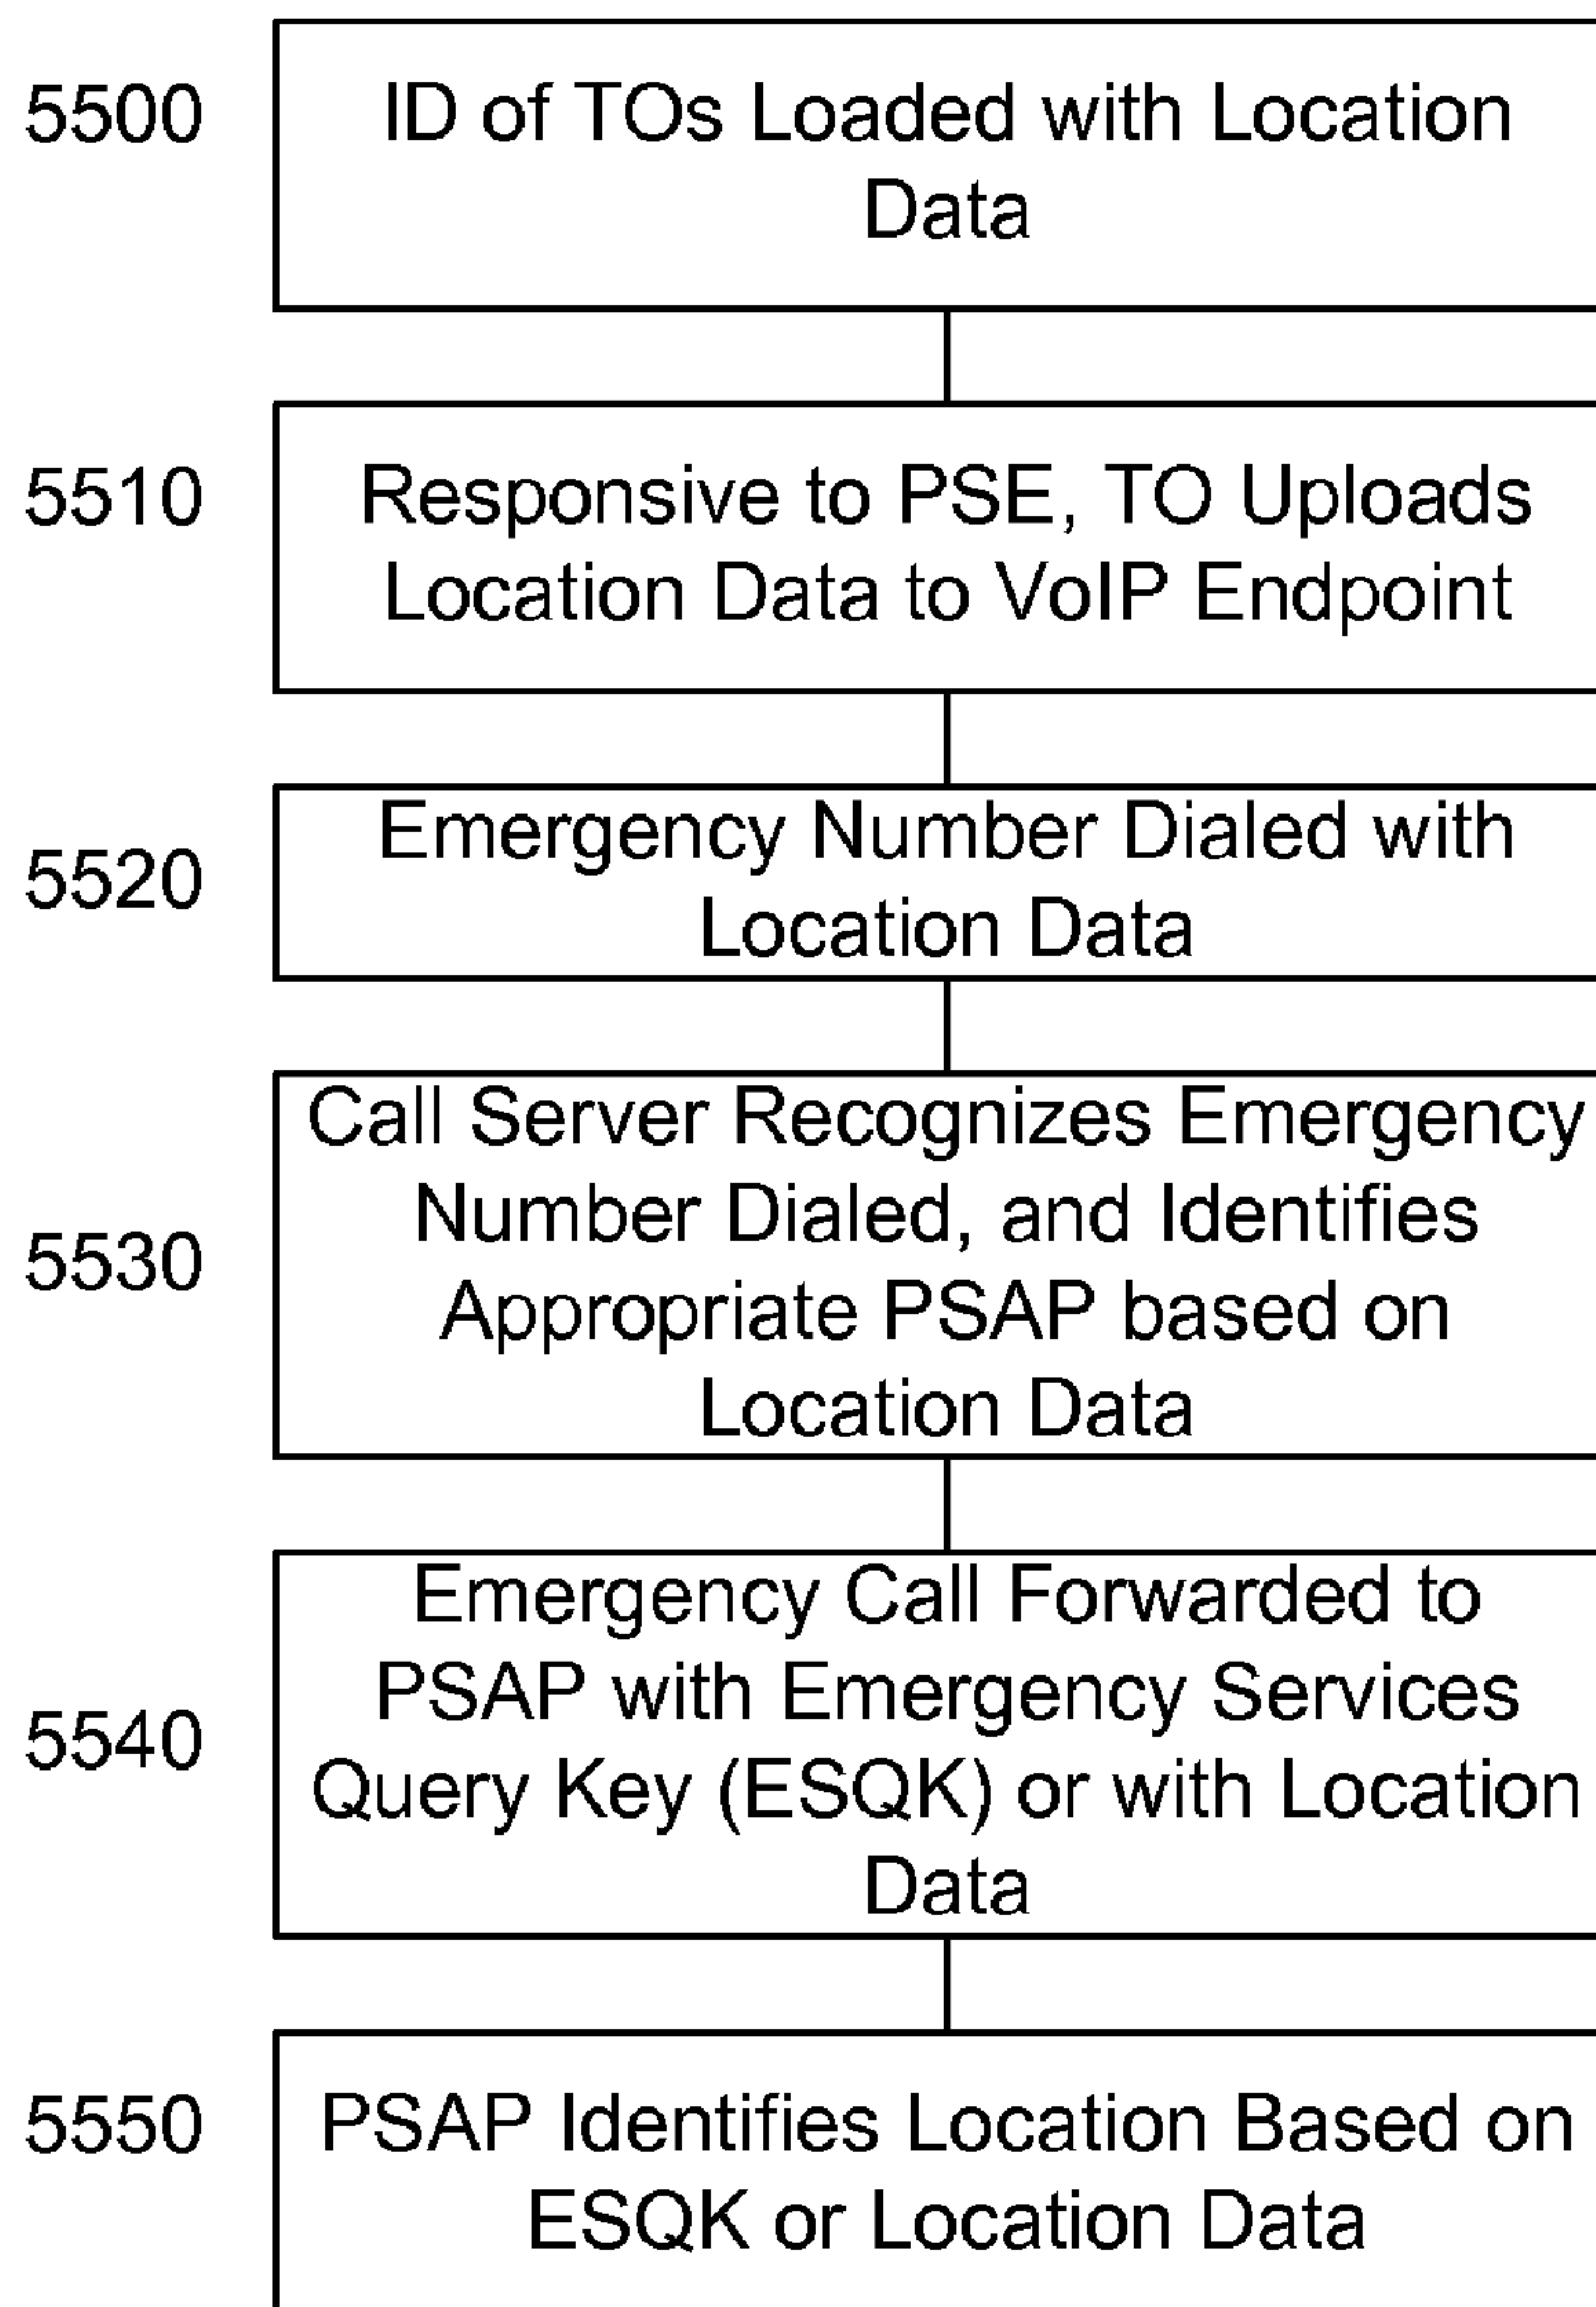 5500
ID of TOs Loaded with Location
Data
5510
Responsive to PSE, TO Uploads
Location Data to VoIP Endpoint
5520
Emergency Number Dialed with
Location Data
5530
Call Server Recognizes Emergency
Number Dialed, and Identifies
Appropriate PSAP based on
Location Data
5540
Emergency Call Forwarded to
PSAP with Emergency Services
Query Key (ESQK) or with Location
Data
5550
PSAP Identifies Location Based on
ESQK or Location Data